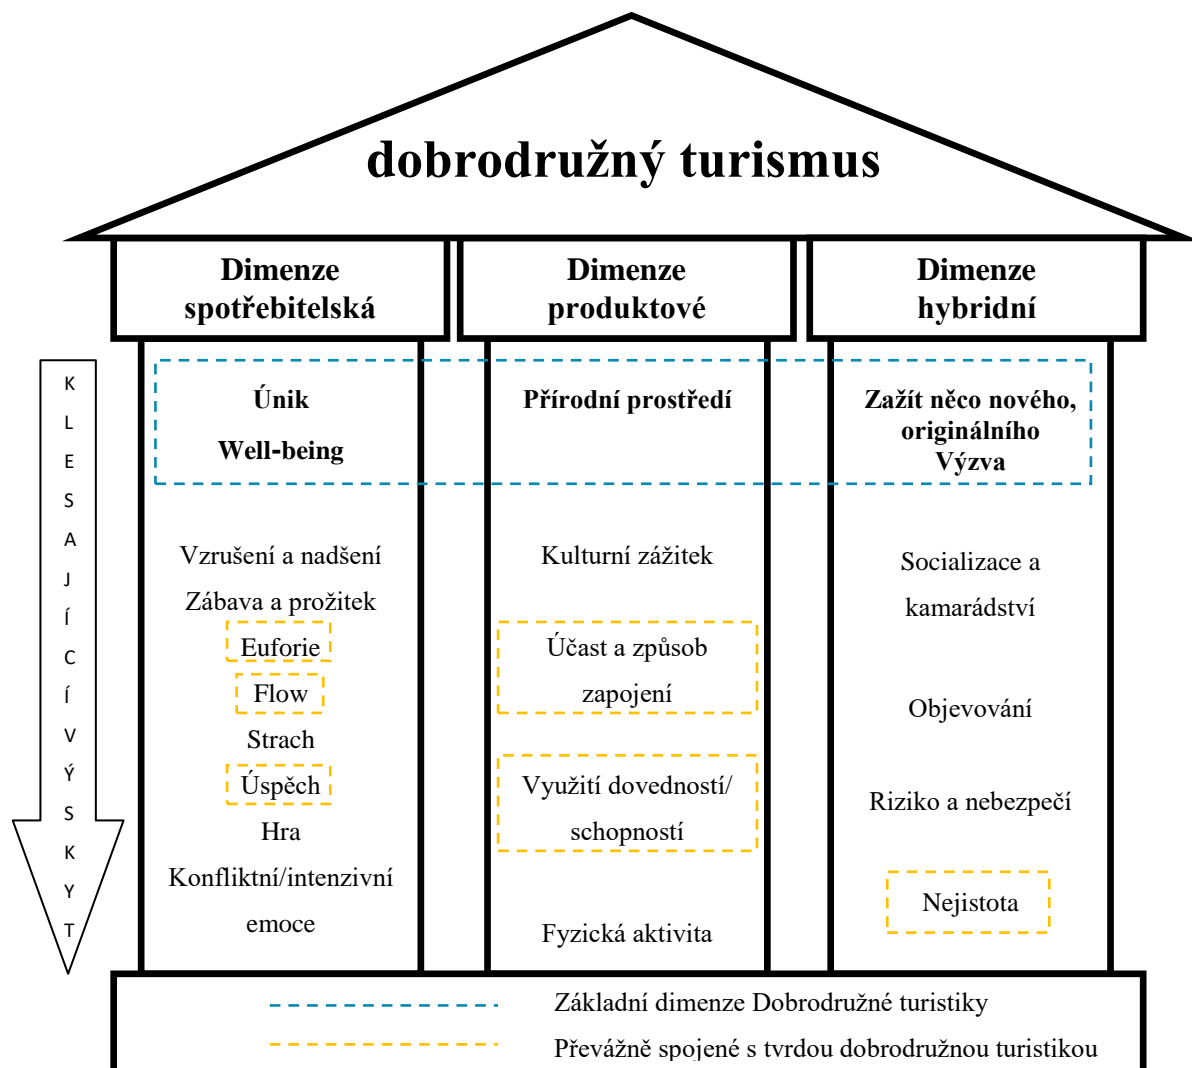 dobrodružný turismus
Dimenze
spotřebitelská
Dimenze
produktové
Dimenze
hybridní
KLESAJÍCÍ VÝSKYT
Únik
Well-being
Vzrušení a nadšení
Zábava a prožitek
Euforie
Flow
Strach
Úspěch
Hra
Konfliktní/intenzivní
emoce
Přírodní prostředí
Kulturní zážitek
Účast a způsob
zapojení
Využití dovedností/
schopností
Fyzická aktivita
Zažít něco nového,
originálního
Výzva
Socializace a
kamarádství
Objevování
Riziko a nebezpečí
Nejistota
Základní dimenze Dobrodružné turistiky
Převážně spojené s tvrdou dobrodružnou turistikou